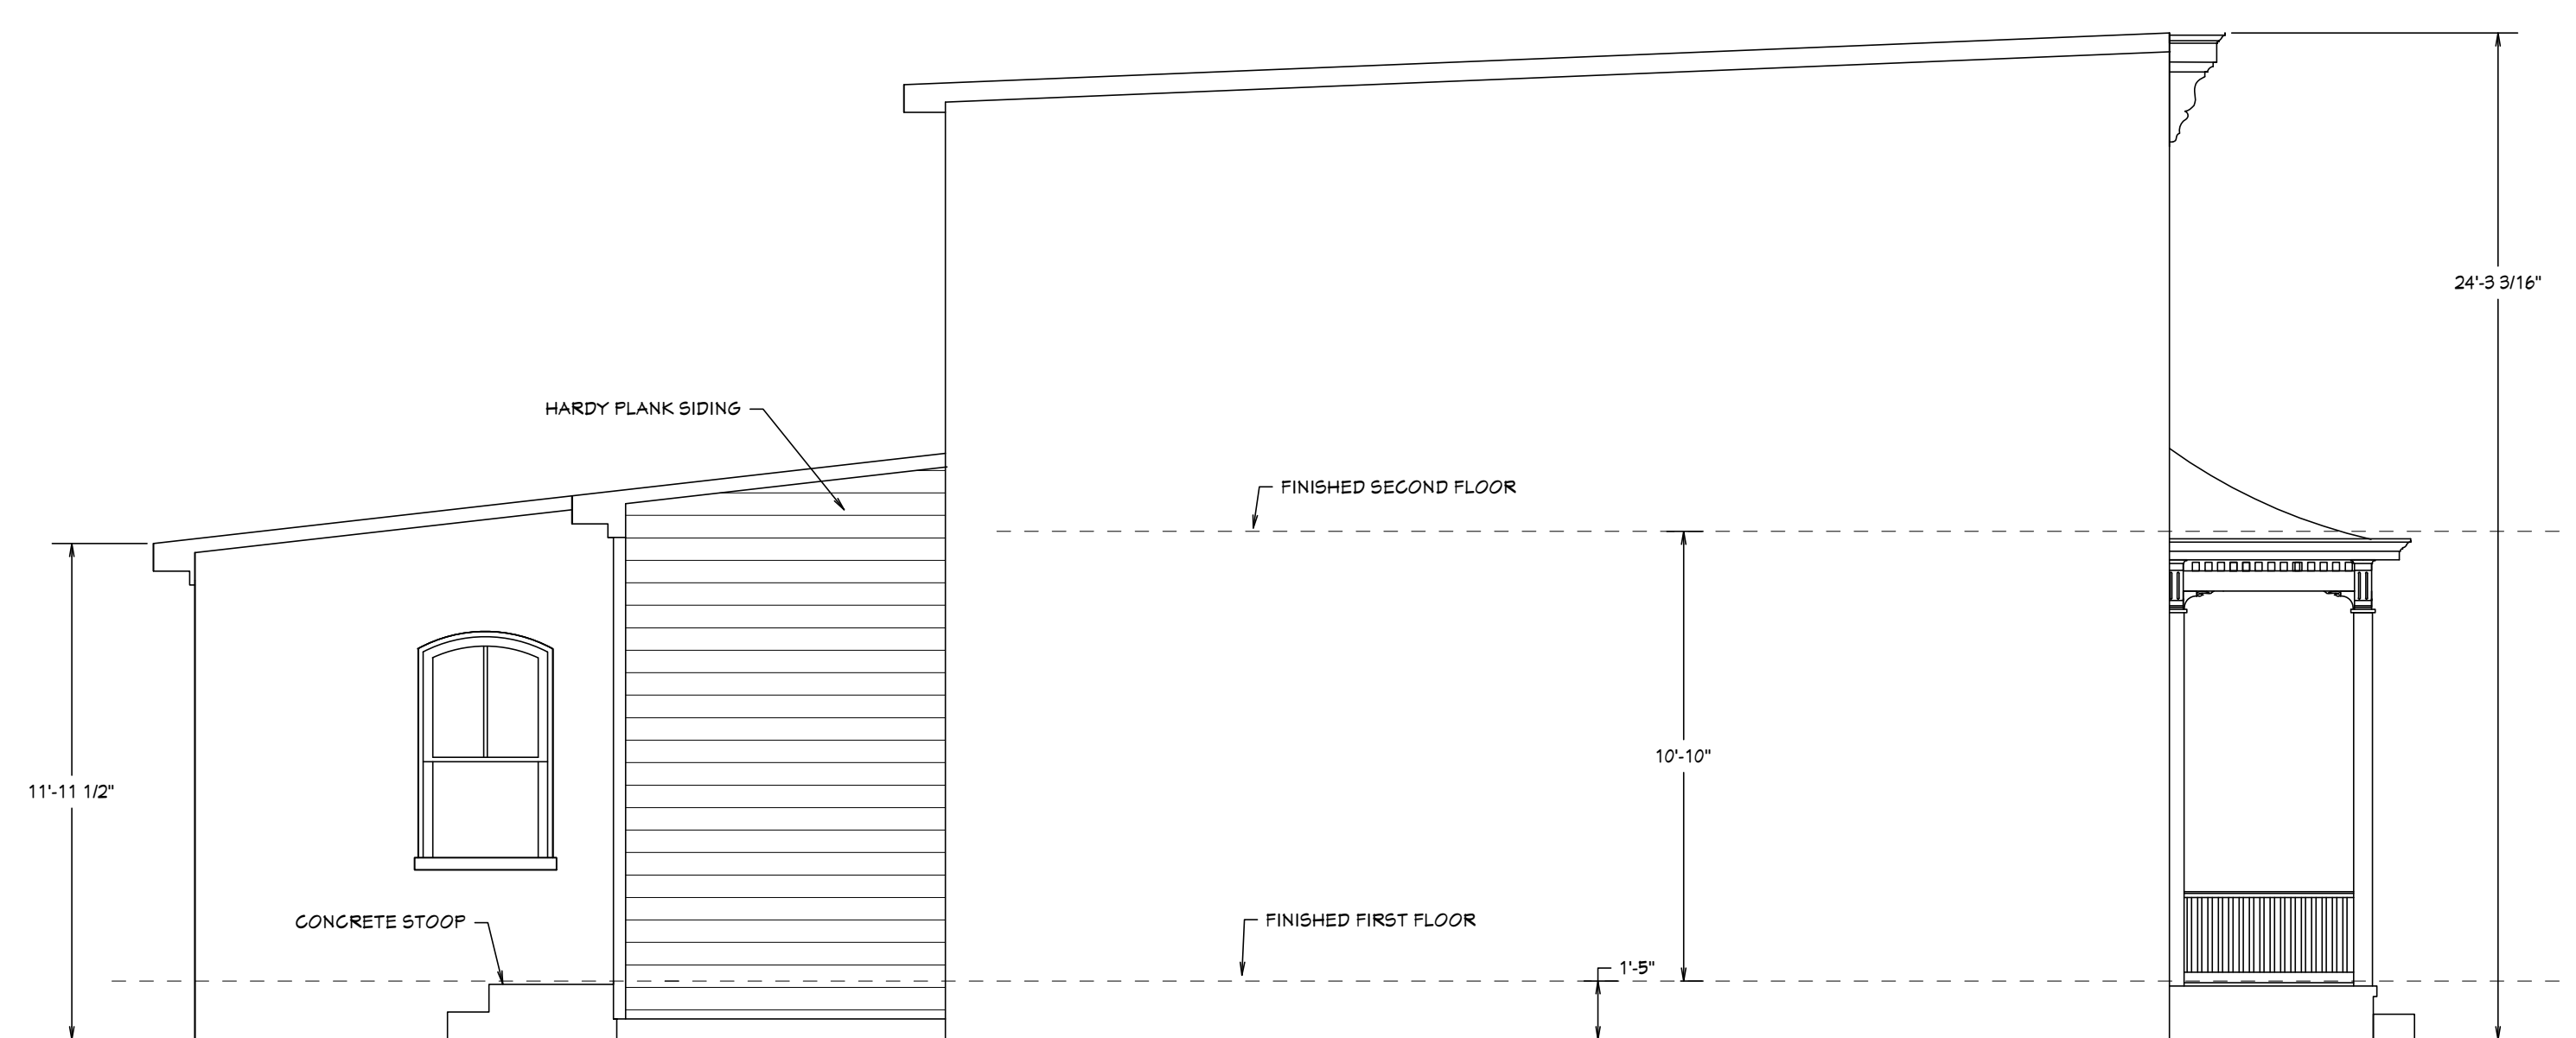 24'-3 3/16"
HARDY PLANK SIDING
FINISHED SECOND FLOOR
10'-10"
11'-11 1/2"
CONCRETE STOOP
FINISHED FIRST FLOOR
1'-5"